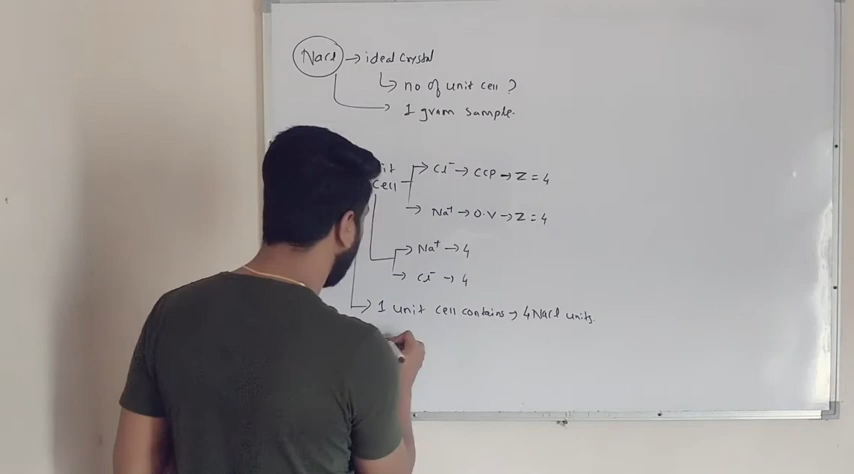 NaCl → ideal Crystal
↳ no of unit cell ?
→ 1 gram sample.
Cell
Cl⁻ → CCP → Z = 4
→ Na⁺ → O.V → Z = 4
→ Na⁺ → 4
→ Cl⁻ → 4
→ 1 unit cell contains → 4 NaCl units.